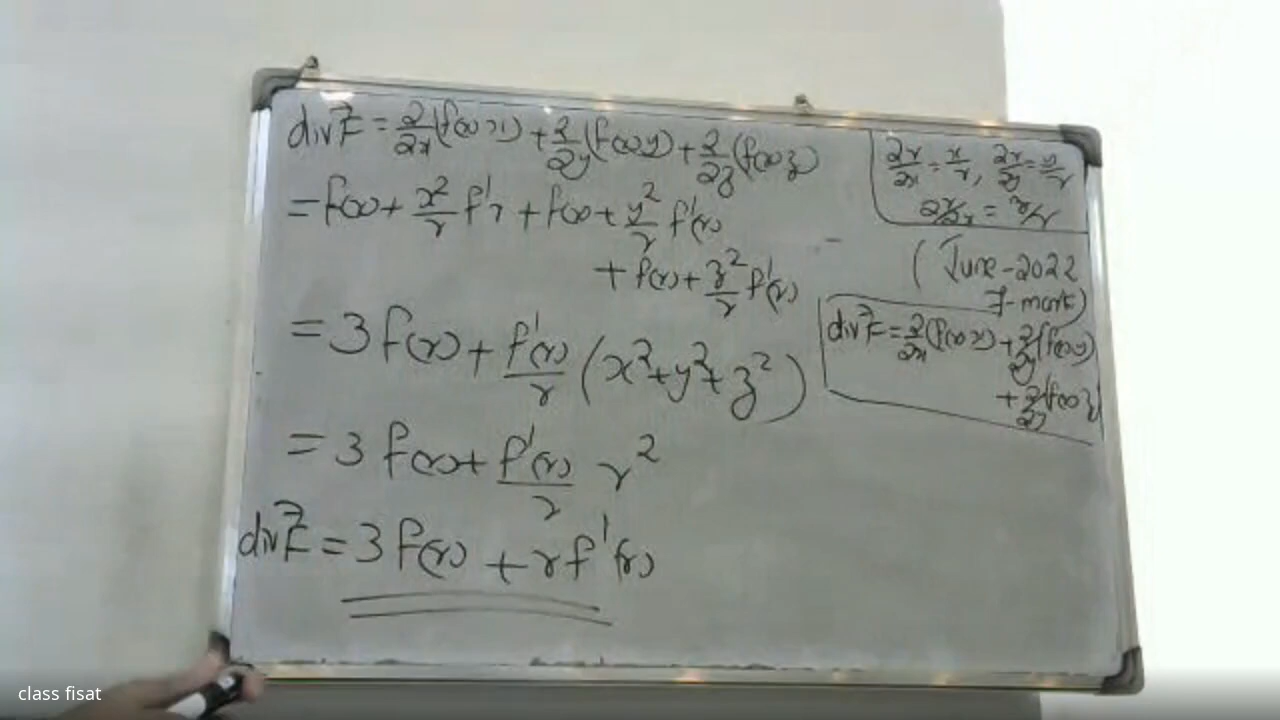 div F⃗ = ∂/∂x (f(r) x) + ∂/∂y (f(r) y) + ∂/∂z (f(r) z)
= f(r) + x²/r f'r + f(r) + y²/r f'(r)
+ f(r) + z²/r f'(r)
= 3 f(r) + f'(r)/r (x² + y² + z²)
= 3 f(r) + f'(r)/r r²
div F⃗ = 3 f(r) + r f'(r)
∂r/∂x = x/r, ∂r/∂y = y/r
(June-2022
7-mark)
div F⃗ = ∂/∂x (f(r) x) + ∂/∂y (f(r) y)
+ ∂/∂z (f(r) z)
class fisat